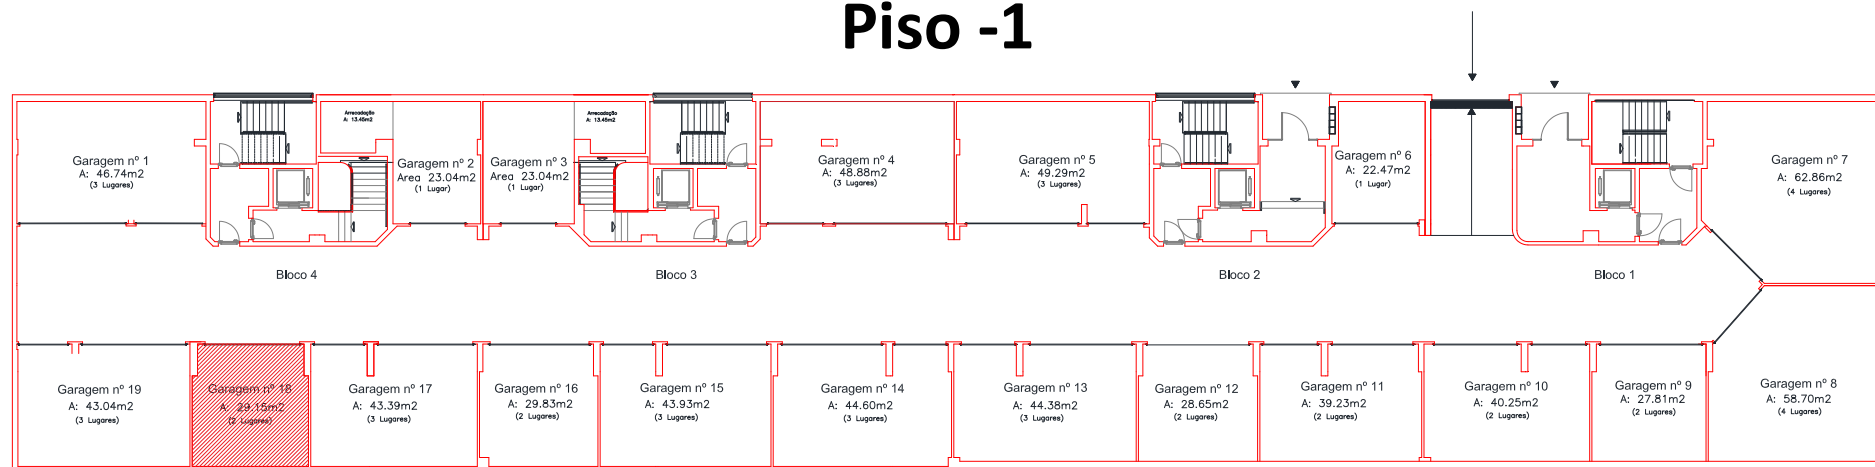 Piso -1
Arrecadação
A: 13.45m2
Arrecadação
A: 13.45m2
Garagem nº 1
A: 46.74m2
(3 Lugares)
Garagem nº 2
Area 23.04m2
(1 Lugar)
Garagem nº 3
Area 23.04m2
(1 Lugar)
Garagem nº 4
A: 48.88m2
(3 Lugares)
Garagem nº 5
A: 49.29m2
(3 Lugares)
Garagem nº 6
A: 22.47m2
(1 Lugar)
Garagem nº 7
A: 62.86m2
(4 Lugares)
Bloco 4
Bloco 3
Bloco 2
Bloco 1
Garagem nº 19
A: 43.04m2
(3 Lugares)
Garagem nº 18
A: 29.15m2
(2 Lugares)
Garagem nº 17
A: 43.39m2
(3 Lugares)
Garagem nº 16
A: 29.83m2
(2 Lugares)
Garagem nº 15
A: 43.93m2
(3 Lugares)
Garagem nº 14
A: 44.60m2
(3 Lugares)
Garagem nº 13
A: 44.38m2
(3 Lugares)
Garagem nº 12
A: 28.65m2
(2 Lugares)
Garagem nº 11
A: 39.23m2
(2 Lugares)
Garagem nº 10
A: 40.25m2
(2 Lugares)
Garagem nº 9
A: 27.81m2
(2 Lugares)
Garagem nº 8
A: 58.70m2
(4 Lugares)